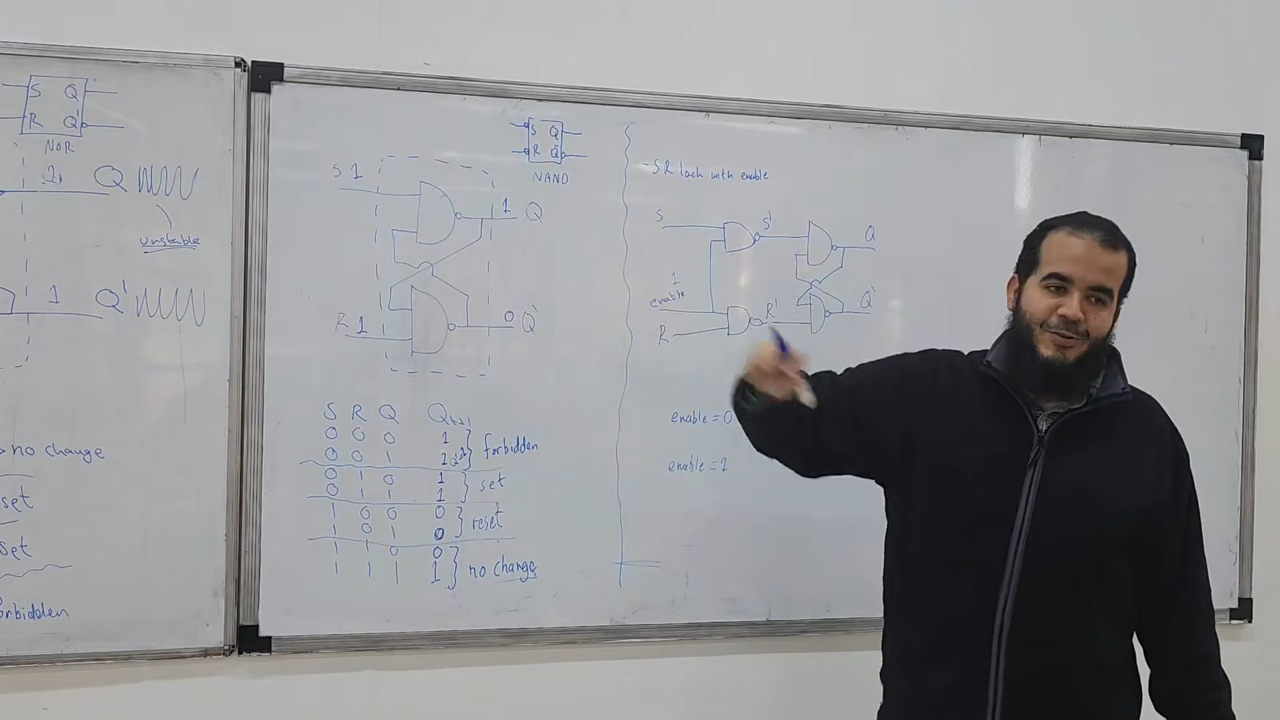 S Q
R Q'
NOR
1 Q
unstable
1 Q'
no change
set
set
forbidden
S Q
R Q
NAND
S 1
1 Q
R 1
0 Q'
S R Q Qt+1
0 0 0 1
0 0 1 1
forbidden
0 1 0 1
0 1 1 1
set
1 0 0 0
1 0 1 0
reset
1 1 0 0
1 1 1 1
no change
- SR lach with enable
S S' Q
1
enable
R R' Q'
enable = 0
enable = 1